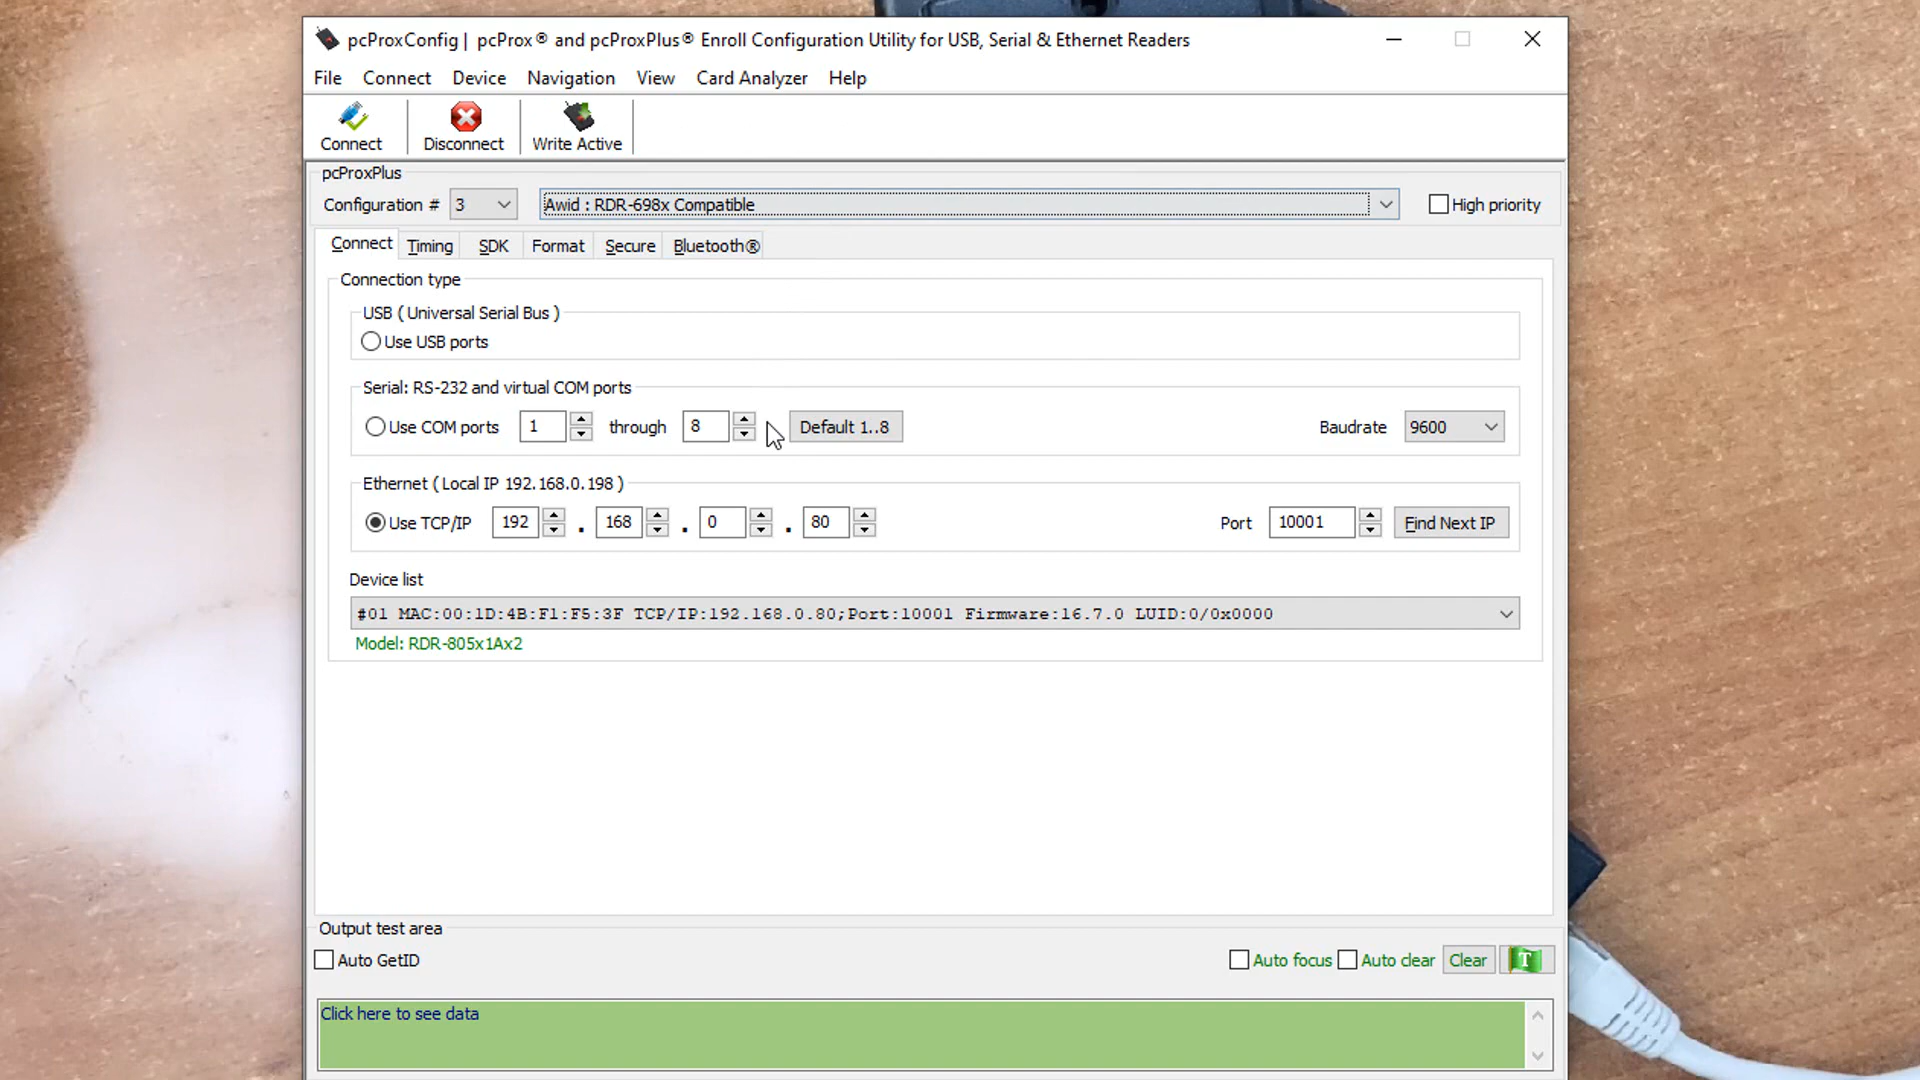 pcProxConfig | pcProx® and pcProxPlus® Enroll Configuration Utility for USB, Serial & Ethernet Readers
File Connect Device Navigation View Card Analyzer Help
Connect Disconnect Write Active
pcProxPlus
Configuration # 3 Awid : RDR-698x Compatible High priority
Connect Timing SDK Format Secure Bluetooth®
Connection type
USB ( Universal Serial Bus )
Use USB ports
Serial: RS-232 and virtual COM ports
Use COM ports 1 through 8 Default 1..8 Baudrate 9600
Ethernet ( Local IP 192.168.0.198 )
Use TCP/IP 192 . 168 . 0 . 80 Port 10001 Find Next IP
Device list
#01 MAC:00:1D:4B:F1:F5:3F TCP/IP:192.168.0.80;Port:10001 Firmware:16.7.0 LUID:0/0x0000
Model: RDR-805x1Ax2
Output test area
Auto GetID Auto focus Auto clear Clear T
Click here to see data